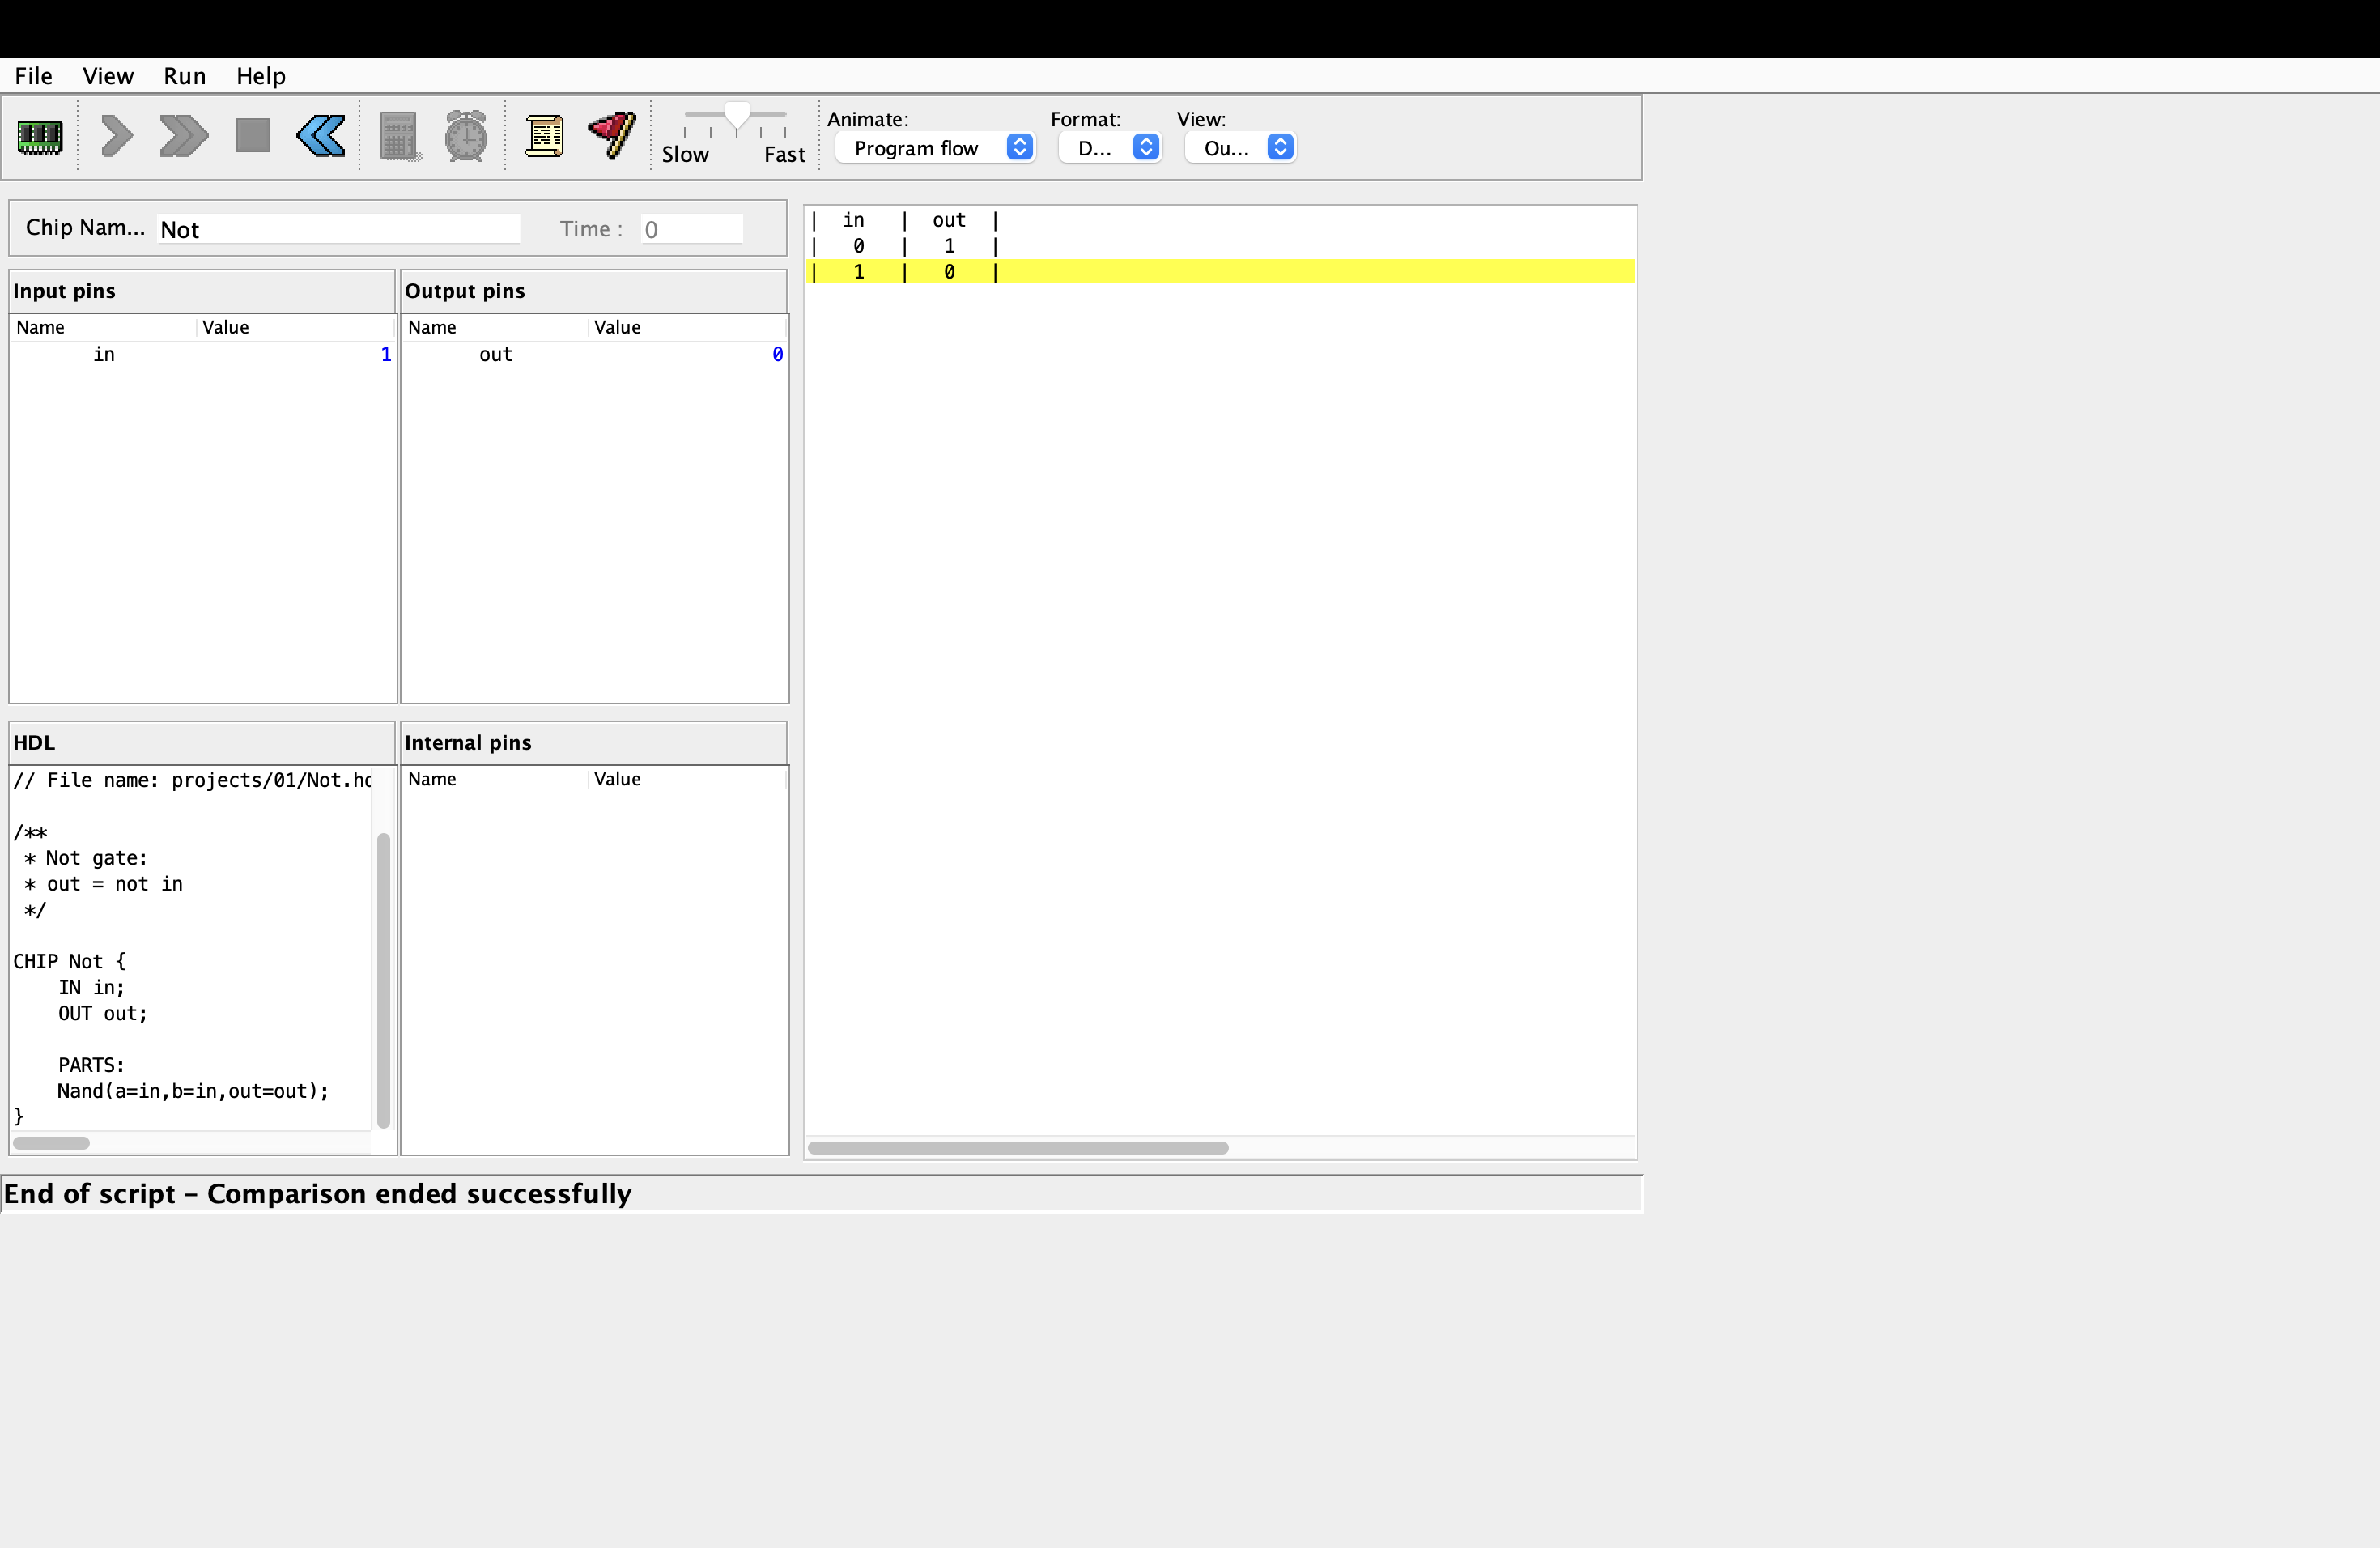 File View Run Help
Animate: Format: View:
Slow Fast Program flow D... Ou...
Chip Nam... Not Time : 0
| in | out |
| 0 | 1 |
| 1 | 0 |
Input pins Output pins
Name Value Name Value
in 1 out 0
HDL Internal pins
Name Value
// File name: projects/01/Not.hd
/**
* Not gate:
* out = not in
*/
CHIP Not {
IN in;
OUT out;
PARTS:
Nand(a=in,b=in,out=out);
}
End of script – Comparison ended successfully